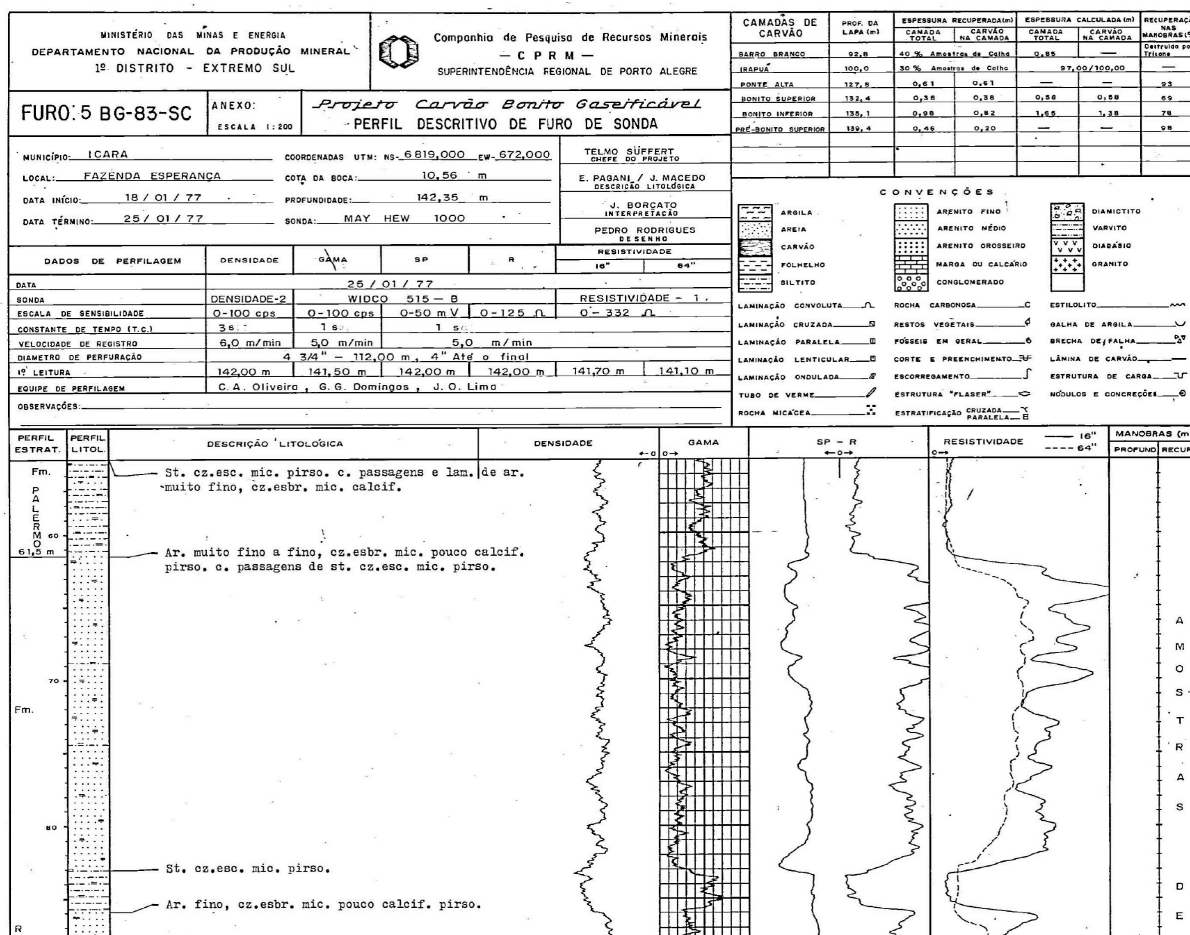 MINISTÉRIO DAS MINAS E ENERGIA
DEPARTAMENTO NACIONAL DA PRODUÇÃO MINERAL
1º DISTRITO - EXTREMO SUL
Companhia de Pesquisa de Recursos Minerais
— C P R M —
SUPERINTENDÊNCIA REGIONAL DE PORTO ALEGRE
FURO: 5 BG-83-SC
ANEXO:
ESCALA 1:200
Projeto Carvão Bonito Gaseificável
PERFIL DESCRITIVO DE FURO DE SONDA
MUNICÍPIO: ICARA
COORDENADAS UTM: NS- 6819,000 EW- 672,000
LOCAL: FAZENDA ESPERANÇA
COTA DA BOCA: 10,56 m
DATA INÍCIO: 18 / 01 / 77
PROFUNDIDADE: 142,35 m
DATA TÉRMINO: 25 / 01 / 77
SONDA: MAY HEW 1000
TELMO SÜFFERT
CHEFE DO PROJETO
E. PAGANI / J. MACEDO
DESCRIÇÃO LITOLÓGICA
J. BORÇATO
INTERPRETAÇÃO
PEDRO RODRIGUES
DESENHO
DADOS DE PERFILAGEM DENSIDADE GAMA SP R RESISTIVIDADE
16" 64"
DATA 25 / 01 / 77
SONDA DENSIDADE-2 WIDCO 515 - B RESISTIVIDADE - 1
ESCALA DE SENSIBILIDADE 0-100 cps 0-100 cps 0-50 mV 0-125 Ω 0-332 Ω
CONSTANTE DE TEMPO (T.C.) 3 s. 1 s. 1 s.
VELOCIDADE DE REGISTRO 6,0 m/min 5,0 m/min 5,0 m/min
DIAMETRO DE PERFURAÇÃO 4 3/4" - 112,00 m, 4" Até o final
1º LEITURA 142,00 m 141,50 m 142,00 m 142,00 m 141,70 m 141,10 m
EQUIPE DE PERFILAGEM C.A. Oliveira, G.G. Domingos, J.O. Lima
OBSERVAÇÕES:
CAMADAS DE CARVÃO PROF. DA LAPA (m) ESPESSURA RECUPERADA(m) ESPESSURA CALCULADA (m)
CAMADA TOTAL CARVÃO NA CAMADA CAMADA TOTAL CARVÃO NA CAMADA
BARRO BRANCO 92,8 40 % Amostras de Calha 0,85 —
IRAPUÁ 100,0 30 % Amostras de Calha 97,00/100,00 —
PONTE ALTA 127,8 0,61 0,61 — — 93
BONITO SUPERIOR 132,4 0,38 0,38 0,58 0,58 69
BONITO INFERIOR 135,1 0,98 0,82 1,65 1,38 78
PRÉ-BONITO SUPERIOR 139,4 0,46 0,20 — — 98
CONVENÇÕES
ARGILA ARENITO FINO DIAMICTITO
AREIA ARENITO MÉDIO VARVITO
CARVÃO ARENITO GROSSEIRO DIABÁSIO
FOLHELHO MARGA OU CALCÁRIO GRANITO
SILTITO CONGLOMERADO
LAMINAÇÃO CONVOLUTA ROCHA CARBONOSA C ESTILOLITO
LAMINAÇÃO CRUZADA RESTOS VEGETAIS GALHA DE ARGILA
LAMINAÇÃO PARALELA FÓSSEIS EM GERAL BRECHA DE FALHA
LAMINAÇÃO LENTICULAR CORTE E PREENCHIMENTO LÂMINA DE CARVÃO
LAMINAÇÃO ONDULADA ESCORREGAMENTO ESTRUTURA DE CARGA
TUBO DE VERME ESTRUTURA "FLASER" NÓDULOS E CONCREÇÕES
ROCHA MICÁCEA ESTRATIFICAÇÃO CRUZADA PARALELA
PERFIL ESTRAT. PERFIL LITOL. DESCRIÇÃO LITOLÓGICA DENSIDADE GAMA SP - R RESISTIVIDADE 16" 64" MANOBRAS (m
PROFUND RECUP
Fm. PALERMO
St. cz.esc. mic. pirso. c. passagens e lam. de ar.
muito fino, cz.esbr. mic. calcif.
60
61,5 m
Ar. muito fino a fino, cz.esbr. mic. pouco calcif.
pirso. c. passagens de st. cz.esc. mic. pirso.
70
Fm.
80
St. cz.esc. mic. pirso.
Ar. fino, cz.esbr. mic. pouco calcif. pirso.
R
AMOSTRAS DE